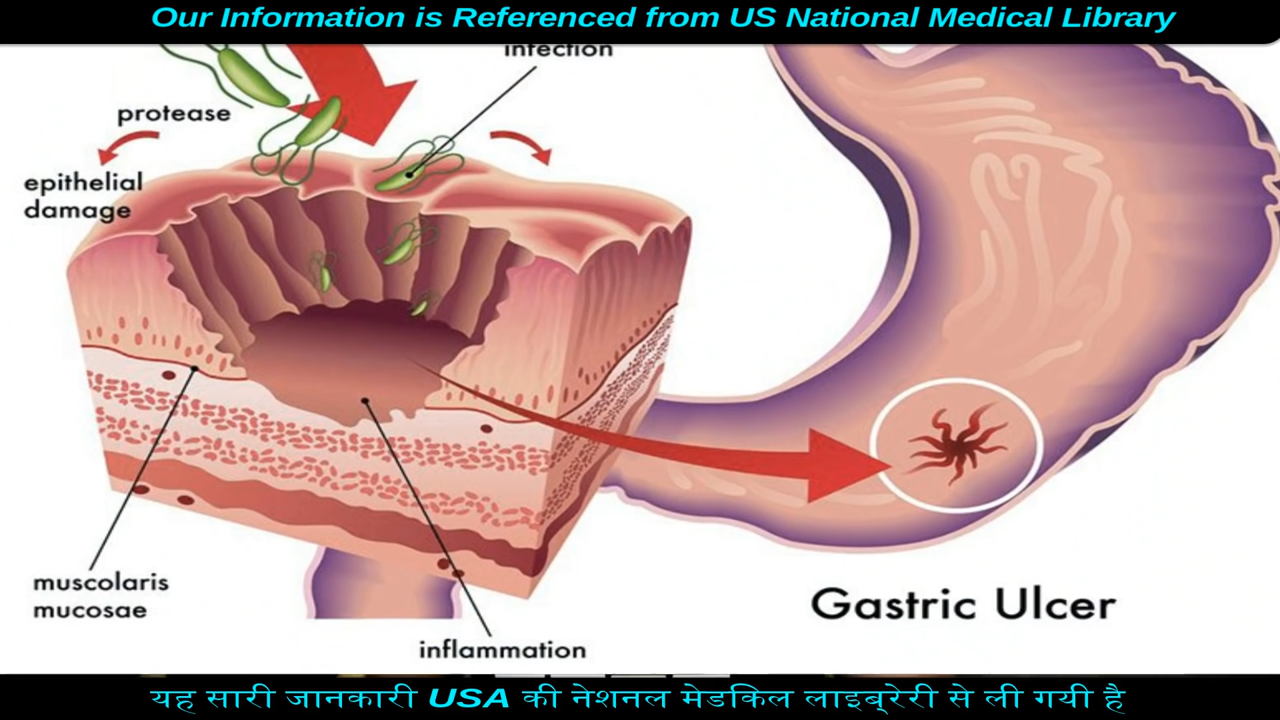 Our Information is Referenced from US National Medical Library
infection
protease
epithelial
damage
muscolaris
mucosae
inflammation
Gastric Ulcer
यह सारी जानकारी USA की नेशनल मेडकिल लाइब्रेरी से ली गयी है